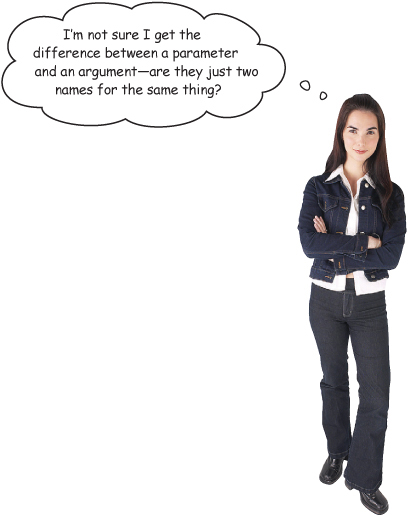 I'm not sure I get the
difference between a parameter
and an argument—are they just two
names for the same thing?